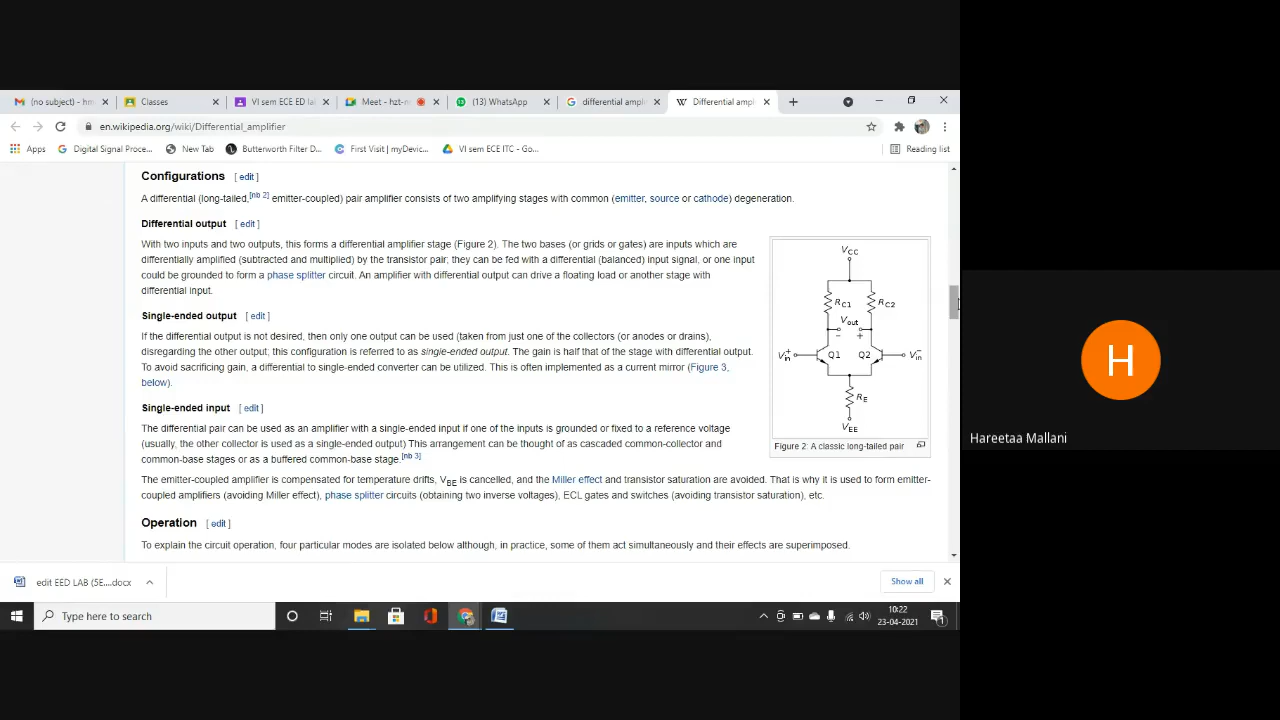 (no subject) - hm
Classes
VI sem ECE ED la
Meet - hzt-
(13) WhatsApp
differential ampli
Differential ampl
en.wikipedia.org/wiki/Differential_amplifier
Apps
Digital Signal Proce...
New Tab
Butterworth Filter D...
First Visit | myDevic...
VI sem ECE ITC - Go...
Reading list
Configurations [ edit ]
A differential (long-tailed,[nb 2] emitter-coupled) pair amplifier consists of two amplifying stages with common (emitter, source or cathode) degeneration.
Differential output [ edit ]
With two inputs and two outputs, this forms a differential amplifier stage (Figure 2). The two bases (or grids or gates) are inputs which are
differentially amplified (subtracted and multiplied) by the transistor pair; they can be fed with a differential (balanced) input signal, or one input
could be grounded to form a phase splitter circuit. An amplifier with differential output can drive a floating load or another stage with
differential input.
Single-ended output [ edit ]
If the differential output is not desired, then only one output can be used (taken from just one of the collectors (or anodes or drains),
disregarding the other output; this configuration is referred to as single-ended output. The gain is half that of the stage with differential output.
To avoid sacrificing gain, a differential to single-ended converter can be utilized. This is often implemented as a current mirror (Figure 3,
below).
Single-ended input [ edit ]
The differential pair can be used as an amplifier with a single-ended input if one of the inputs is grounded or fixed to a reference voltage
(usually, the other collector is used as a single-ended output) This arrangement can be thought of as cascaded common-collector and
common-base stages or as a buffered common-base stage.[nb 3]
The emitter-coupled amplifier is compensated for temperature drifts, VBE is cancelled, and the Miller effect and transistor saturation are avoided. That is why it is used to form emitter-
coupled amplifiers (avoiding Miller effect), phase splitter circuits (obtaining two inverse voltages), ECL gates and switches (avoiding transistor saturation), etc.
Operation [ edit ]
To explain the circuit operation, four particular modes are isolated below although, in practice, some of them act simultaneously and their effects are superimposed.
VCC
RC1
RC2
Vout
− +
Vin+
Q1
Q2
Vin−
RE
VEE
Figure 2: A classic long-tailed pair
H
Hareetaa Mallani
edit EED LAB (5E....docx
Show all
Type here to search
10:22
23-04-2021
1